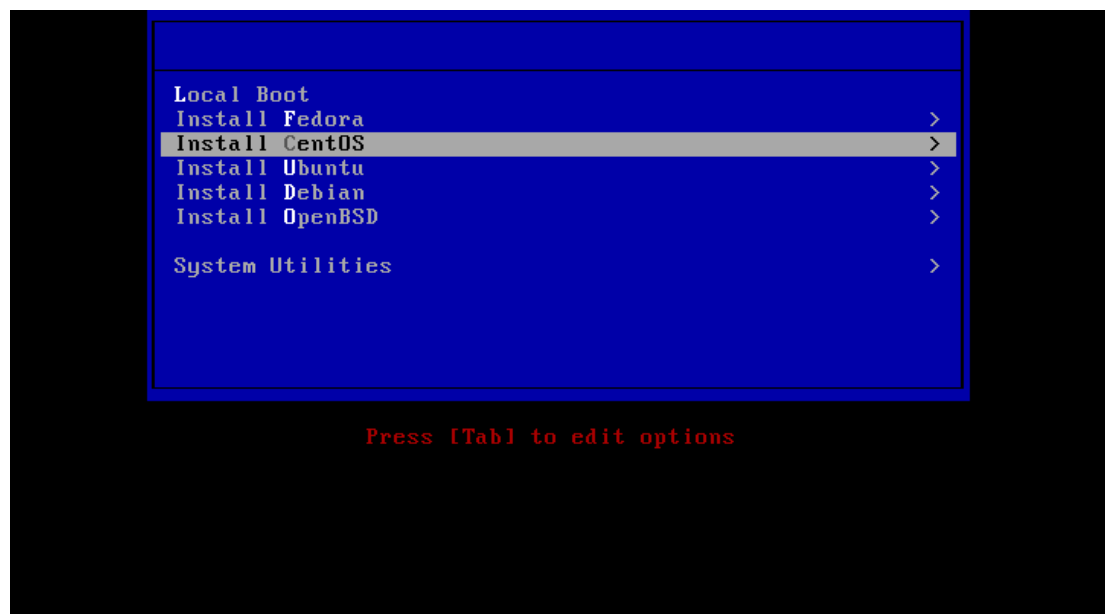 Local Boot
Install Fedora >
Install CentOS >
Install Ubuntu >
Install Debian >
Install OpenBSD >
System Utilities >
Press [Tab] to edit options